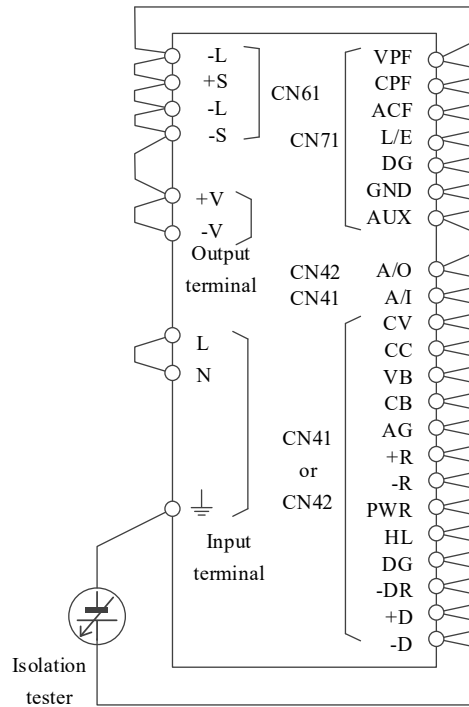 -L
+S
-L
-S
CN61
+V
-V
Output
terminal
L
N
Input
terminal
Isolation
tester
CN71
VPF
CPF
ACF
L/E
DG
GND
AUX
CN42
A/O
CN41
A/I
CV
CC
VB
CB
AG
+R
-R
PWR
HL
DG
-DR
+D
-D
CN41
or
CN42